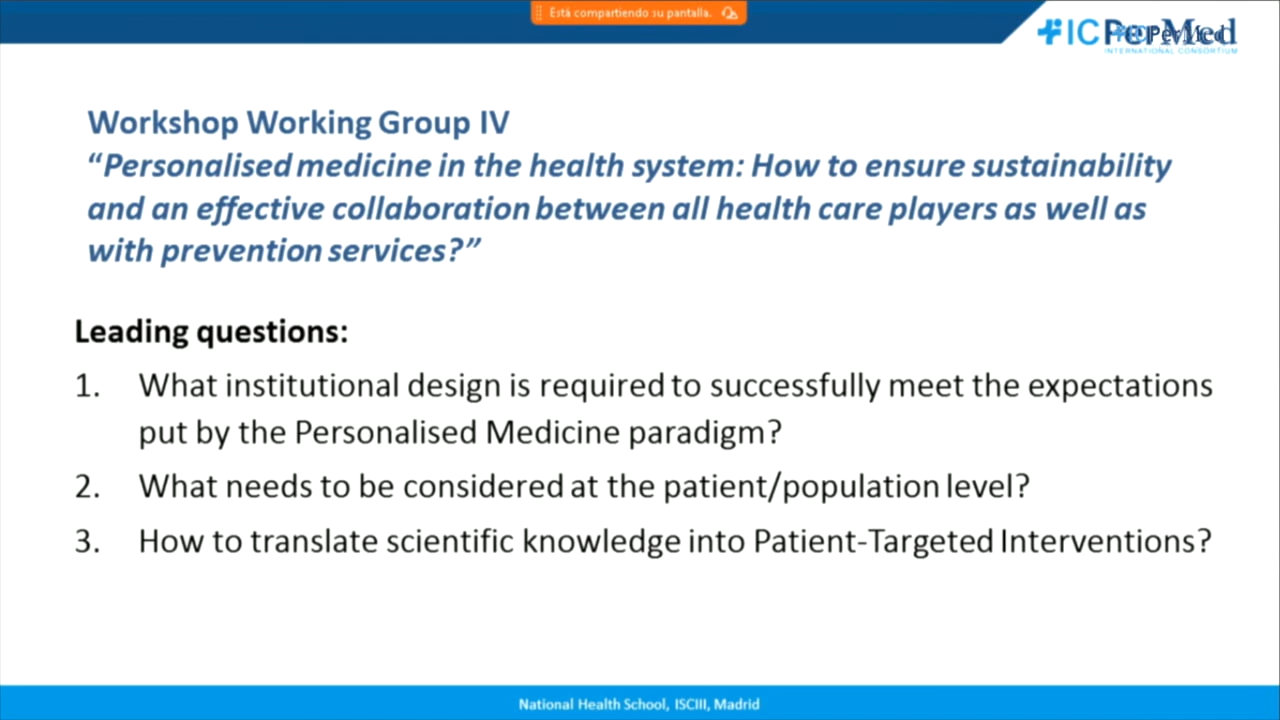 Está compartiendo su pantalla.
IC PerMed
INTERNATIONAL CONSORTIUM
Workshop Working Group IV
“Personalised medicine in the health system: How to ensure sustainability
and an effective collaboration between all health care players as well as
with prevention services?”
Leading questions:
1. What institutional design is required to successfully meet the expectations
put by the Personalised Medicine paradigm?
2. What needs to be considered at the patient/population level?
3. How to translate scientific knowledge into Patient-Targeted Interventions?
National Health School, ISCIII, Madrid